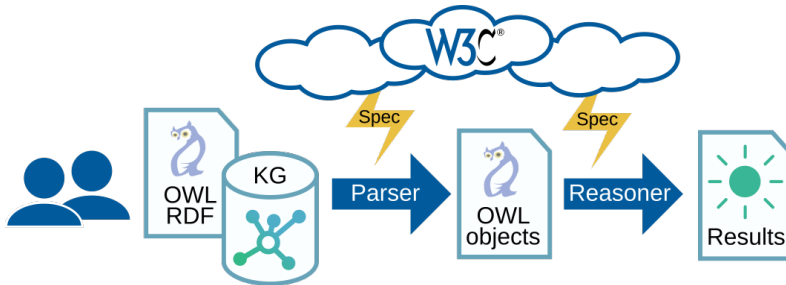 W3C®
Spec
Spec
OWL
RDF
KG
Parser
OWL
objects
Reasoner
Results